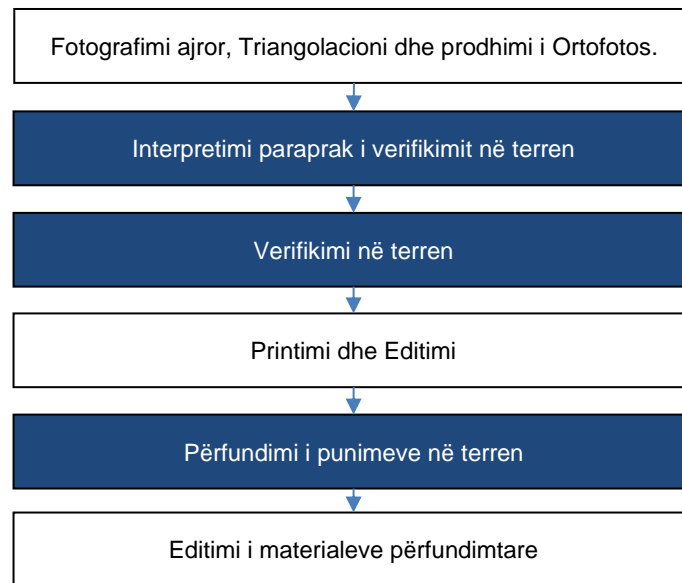 Fotografimi ajror, Triangolacioni dhe prodhimi i Ortofotos.
Interpretimi paraprak i verifikimit në terren
Verifikimi në terren
Printimi dhe Editimi
Përfundimi i punimeve në terren
Editimi i materialeve përfundimtare